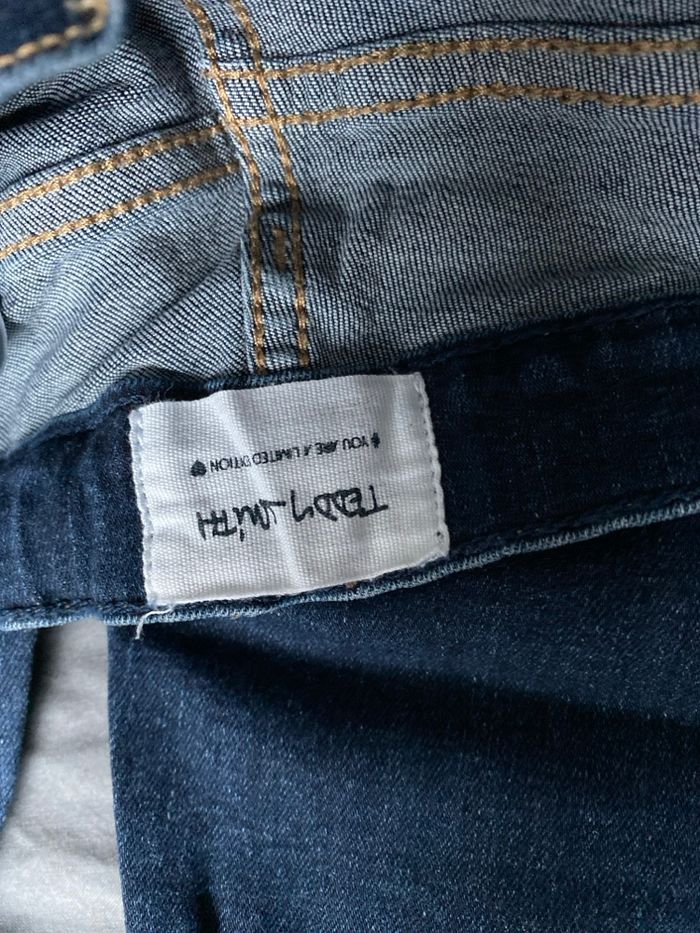 TEDDY SMITH
♠ YOU ARE A LIMITED EDITION ♥